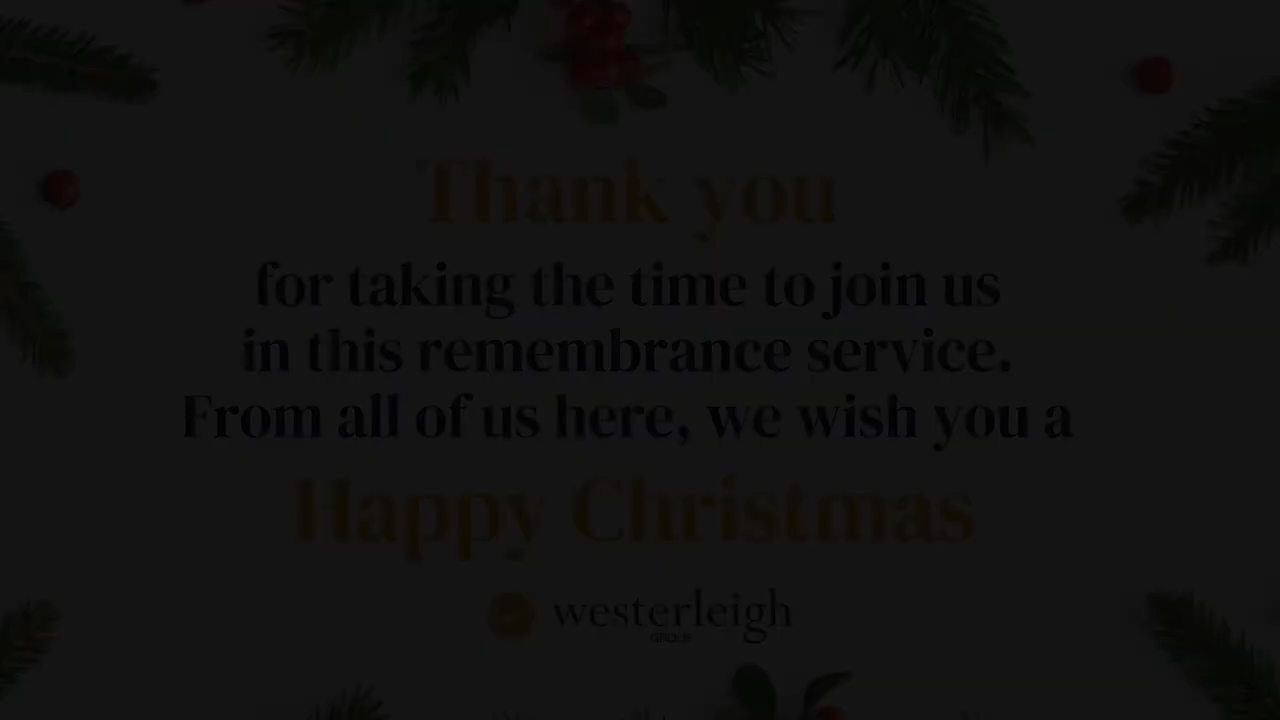 Thank you
for taking the time to join us
in this remembrance service.
From all of us here, we wish you a
Happy Christmas
westerleigh
GROUP